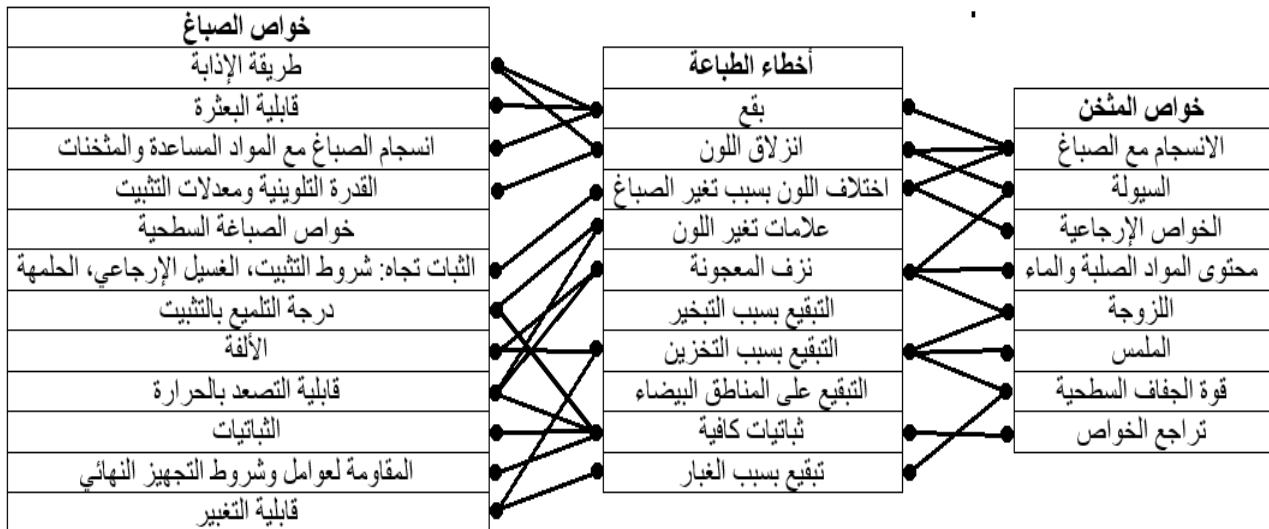 خواص الصباغ
طريقة الإذابة
قابلية البعثرة
انسجام الصباغ مع المواد المساعدة والمثخنات
القدرة التلوينية ومعدلات التثبيت
خواص الصباغة السطحية
الثبات تجاه: شروط التثبيت، الغسيل الإرجاعي، الحلمهة
درجة التلميع بالتثبيت
الألفة
قابلية التصعد بالحرارة
الثباتيات
المقاومة لعوامل وشروط التجهيز النهائي
قابلية التغبير
أخطاء الطباعة
بقع
انزلاق اللون
اختلاف اللون بسبب تغير الصباغ
علامات تغير اللون
نزف المعجونة
التبقيع بسبب التبخير
التبقيع بسبب التخزين
التبقيع على المناطق البيضاء
ثباتيات كافية
تبقيع بسبب الغبار
خواص المثخن
الانسجام مع الصباغ
السيولة
الخواص الإرجاعية
محتوى المواد الصلبة والماء
اللزوجة
الملمس
قوة الجفاف السطحية
تراجع الخواص